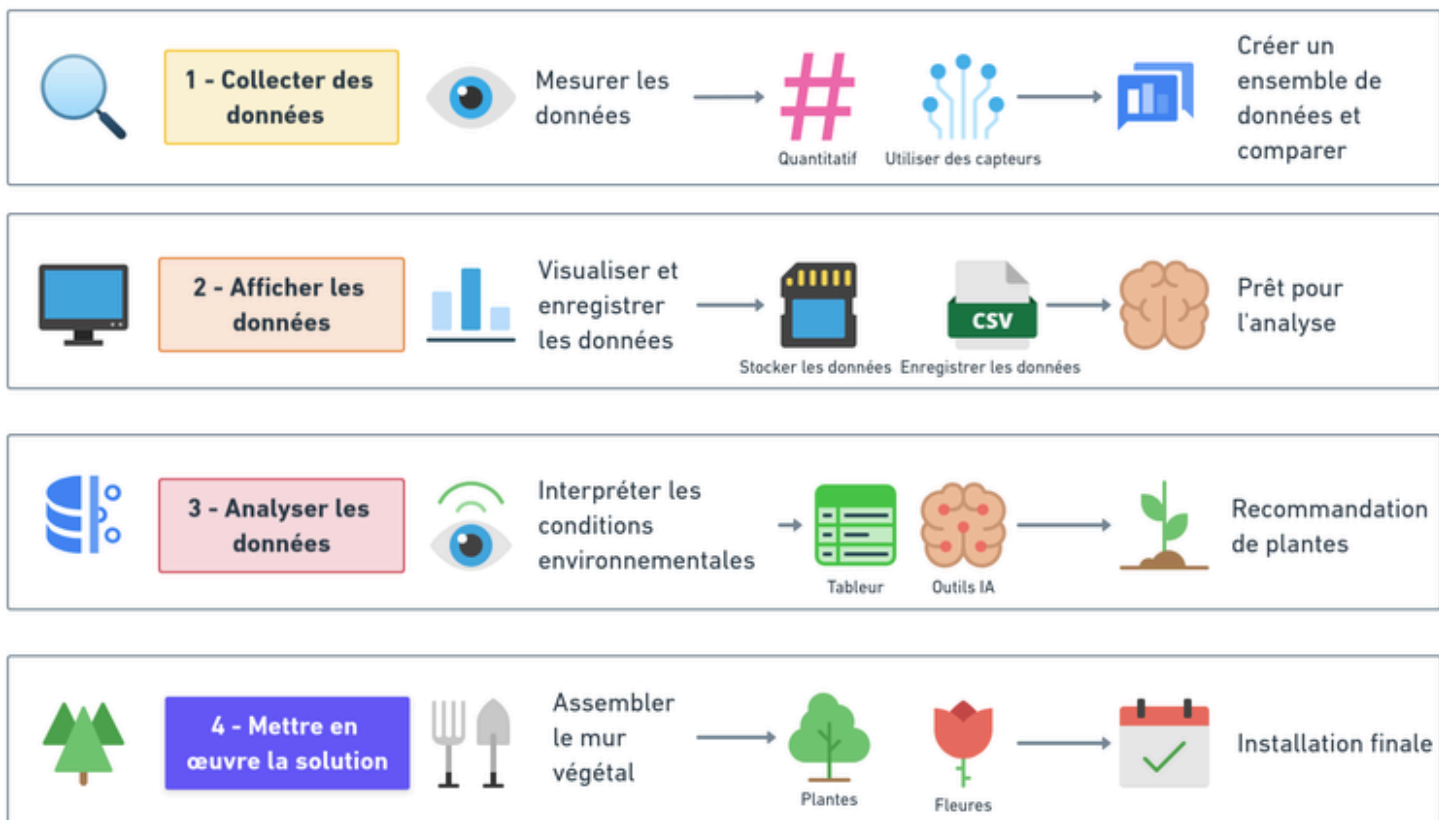 1 - Collecter des
données
Mesurer les
données
Quantitatif
Utiliser des capteurs
Créer un
ensemble de
données et
comparer
2 - Afficher les
données
Visualiser et
enregistrer
les données
Stocker les données
CSV
Enregistrer les données
Prêt pour
l'analyse
3 - Analyser les
données
Interpréter les
conditions
environnementales
Tableur
Outils IA
Recommandation
de plantes
4 - Mettre en
œuvre la solution
Assembler
le mur
végétal
Plantes
Fleures
Installation finale